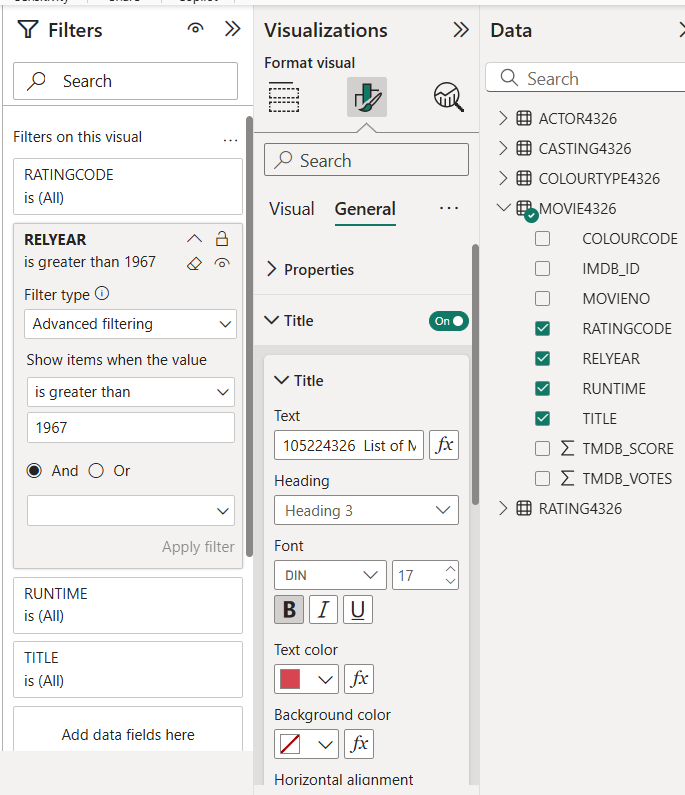 Filters
Search
Filters on this visual
...
RATINGCODE
is (All)
RELYEAR
is greater than 1967
Filter type
Advanced filtering
Show items when the value
is greater than
1967
And Or
Apply filter
RUNTIME
is (All)
TITLE
is (All)
Add data fields here
Visualizations
Format visual
Search
Visual General ...
Properties
Title On
Title
Text
105224326 List of M
fx
Heading
Heading 3
Font
DIN 17
B I U
Text color
fx
Background color
fx
Horizontal alignment
Data
Search
ACTOR4326
CASTING4326
COLOURTYPE4326
MOVIE4326
COLOURCODE
IMDB_ID
MOVIENO
RATINGCODE
RELYEAR
RUNTIME
TITLE
∑ TMDB_SCORE
∑ TMDB_VOTES
RATING4326